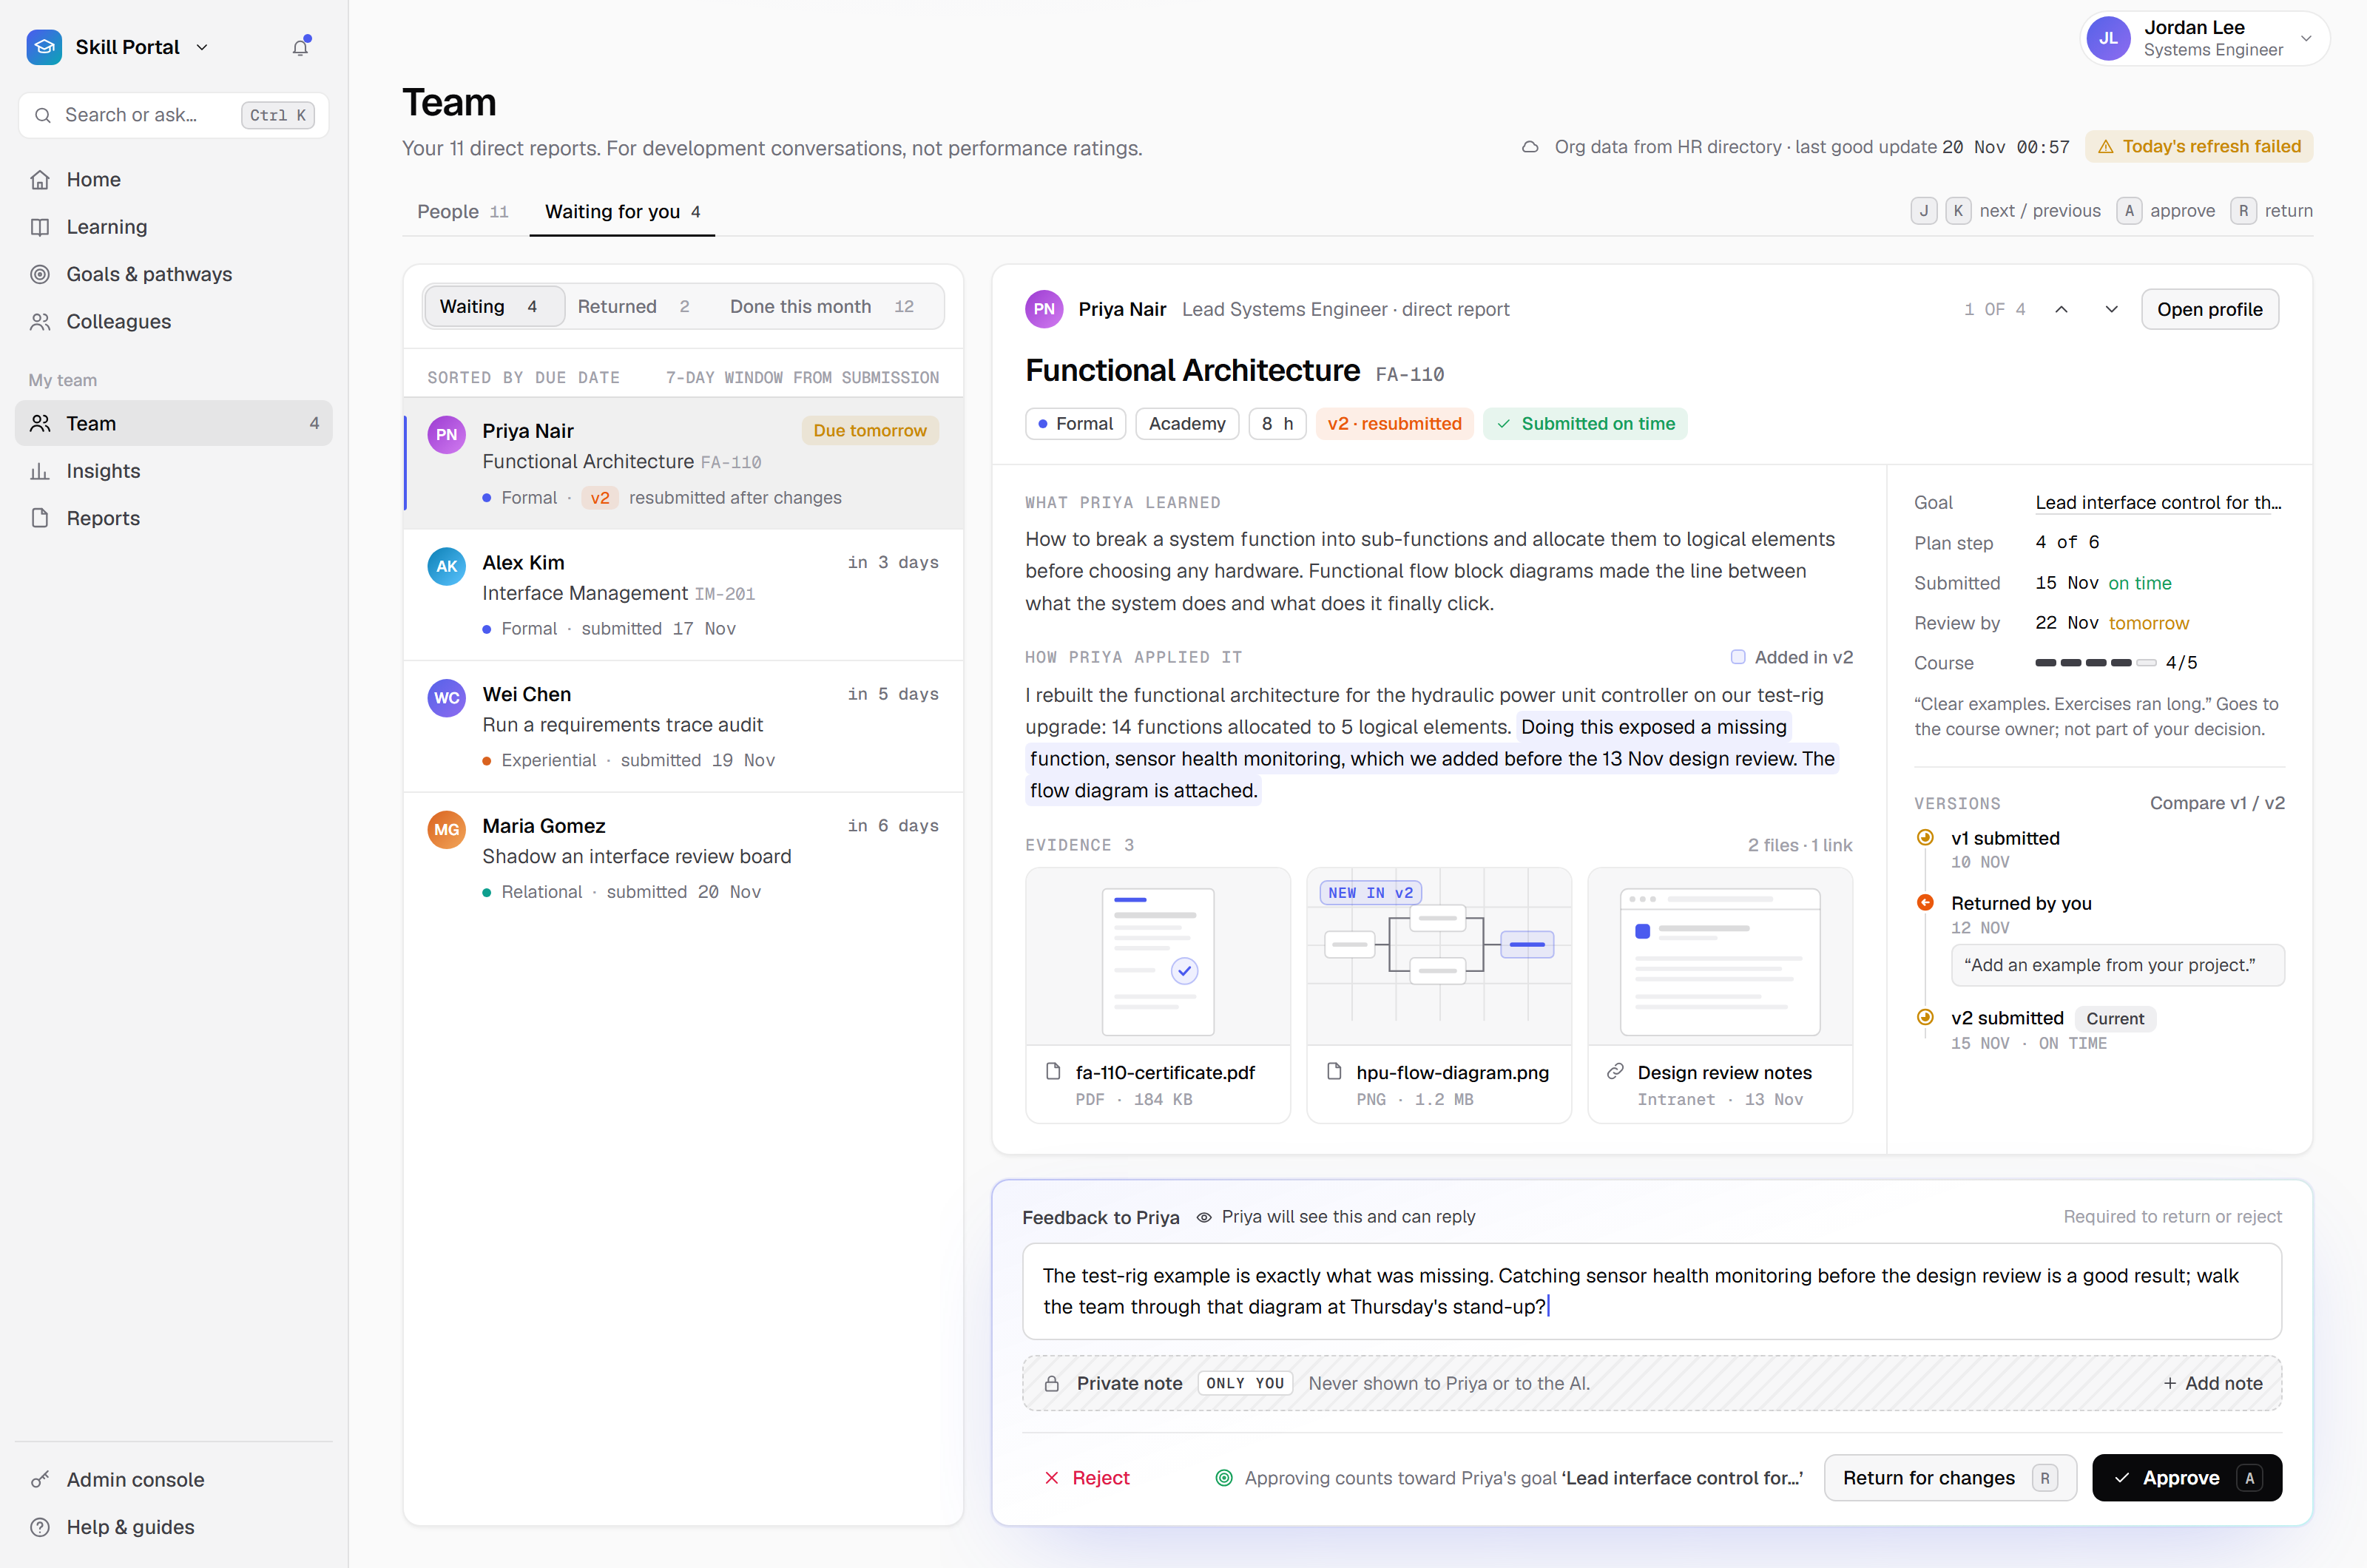 Skill Portal
Search or ask... Ctrl K
Home
Learning
Goals & pathways
Colleagues
My team
Team 4
Insights
Reports
Admin console
Help & guides
JL Jordan Lee
Systems Engineer
Team
Your 11 direct reports. For development conversations, not performance ratings.
Org data from HR directory · last good update 20 Nov 00:57 Today's refresh failed
People 11 Waiting for you 4
J K next / previous A approve R return
Waiting 4 Returned 2 Done this month 12
SORTED BY DUE DATE 7-DAY WINDOW FROM SUBMISSION
PN Priya Nair Due tomorrow
Functional Architecture FA-110
Formal · v2 resubmitted after changes
AK Alex Kim in 3 days
Interface Management IM-201
Formal · submitted 17 Nov
WC Wei Chen in 5 days
Run a requirements trace audit
Experiential · submitted 19 Nov
MG Maria Gomez in 6 days
Shadow an interface review board
Relational · submitted 20 Nov
PN Priya Nair Lead Systems Engineer · direct report 1 OF 4 Open profile
Functional Architecture FA-110
Formal Academy 8 h v2 · resubmitted Submitted on time
WHAT PRIYA LEARNED
How to break a system function into sub-functions and allocate them to logical elements
before choosing any hardware. Functional flow block diagrams made the line between
what the system does and what does it finally click.
HOW PRIYA APPLIED IT Added in v2
I rebuilt the functional architecture for the hydraulic power unit controller on our test-rig
upgrade: 14 functions allocated to 5 logical elements. Doing this exposed a missing
function, sensor health monitoring, which we added before the 13 Nov design review. The
flow diagram is attached.
EVIDENCE 3 2 files · 1 link
NEW IN v2
fa-110-certificate.pdf
PDF · 184 KB
hpu-flow-diagram.png
PNG · 1.2 MB
Design review notes
Intranet · 13 Nov
Goal Lead interface control for th...
Plan step 4 of 6
Submitted 15 Nov on time
Review by 22 Nov tomorrow
Course 4/5
“Clear examples. Exercises ran long.” Goes to
the course owner; not part of your decision.
VERSIONS Compare v1 / v2
v1 submitted
10 NOV
Returned by you
12 NOV
“Add an example from your project.”
v2 submitted Current
15 NOV · ON TIME
Feedback to Priya Priya will see this and can reply Required to return or reject
The test-rig example is exactly what was missing. Catching sensor health monitoring before the design review is a good result; walk
the team through that diagram at Thursday's stand-up?
Private note ONLY YOU Never shown to Priya or to the AI. + Add note
Reject Approving counts toward Priya's goal ‘Lead interface control for...’ Return for changes R Approve A